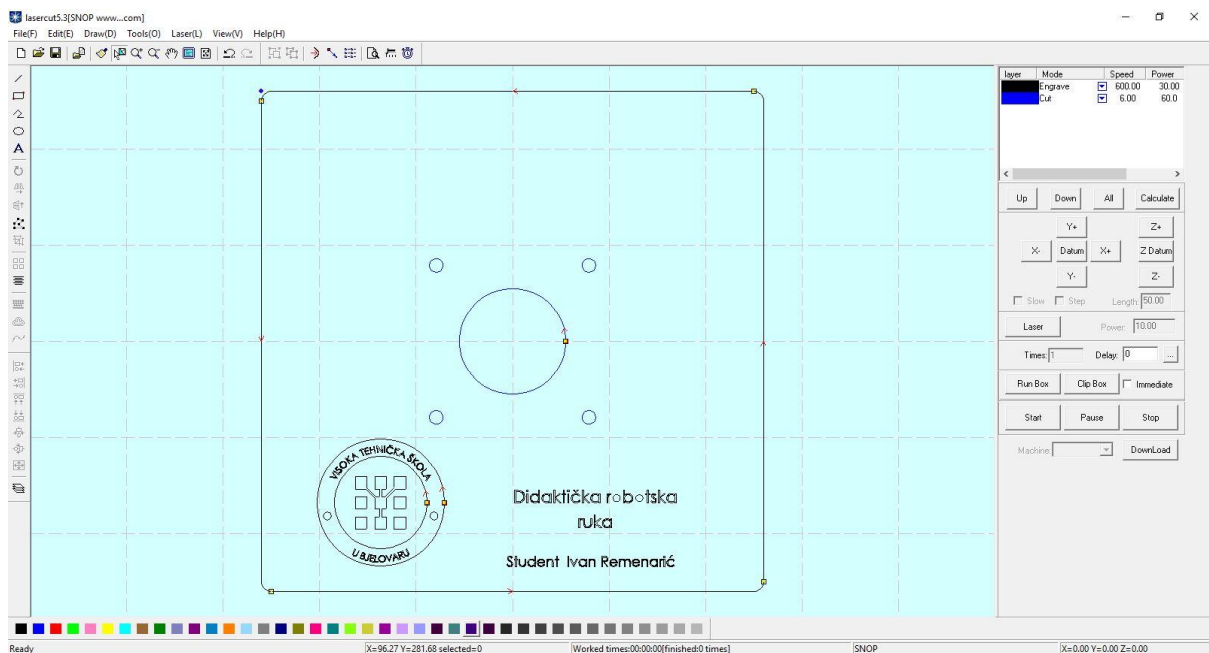 lasercut5.3[SNOP www...com]
File(F) Edit(E) Draw(D) Tools(O) Laser(L) View(V) Help(H)
layer Mode Speed Power
Engrave 600.00 30.00
Cut 6.00 60.0
Up Down All Calculate
Y+ Z+
X- Datum X+ Z Datum
Y- Z-
Slow Step Length: 50.00
Laser Power: 10.00
Times: 1 Delay: 0 ...
Run Box Clip Box Immediate
Start Pause Stop
Machine: DownLoad
VISOKA TEHNIČKA ŠKOLA
U BJELOVARU
Didaktička robotska
ruka
Student Ivan Remenarić
Ready X=96.27 Y=281.68 selected=0 Worked times:00:00:00[finished:0 times] SNOP X=0.00 Y=0.00 Z=0.00